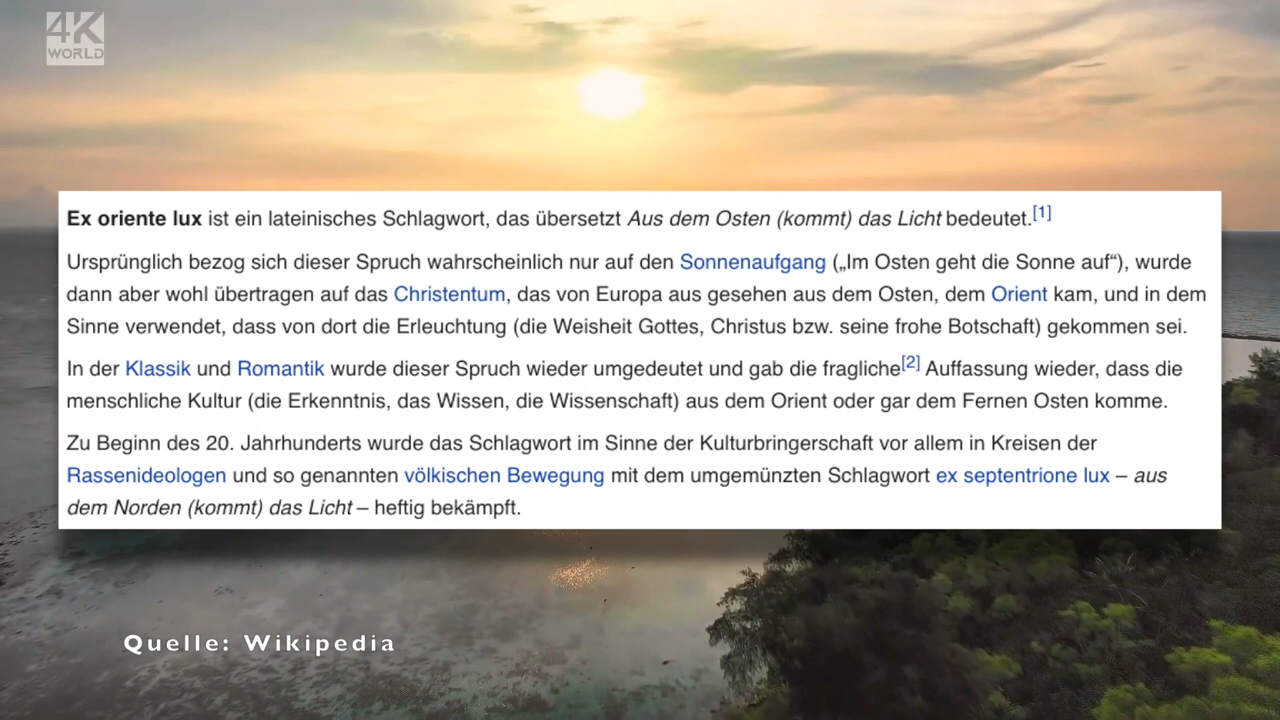 4K
WORLD
Ex oriente lux ist ein lateinisches Schlagwort, das übersetzt Aus dem Osten (kommt) das Licht bedeutet.[1]
Ursprünglich bezog sich dieser Spruch wahrscheinlich nur auf den Sonnenaufgang („Im Osten geht die Sonne auf“), wurde
dann aber wohl übertragen auf das Christentum, das von Europa aus gesehen aus dem Osten, dem Orient kam, und in dem
Sinne verwendet, dass von dort die Erleuchtung (die Weisheit Gottes, Christus bzw. seine frohe Botschaft) gekommen sei.
In der Klassik und Romantik wurde dieser Spruch wieder umgedeutet und gab die fragliche[2] Auffassung wieder, dass die
menschliche Kultur (die Erkenntnis, das Wissen, die Wissenschaft) aus dem Orient oder gar dem Fernen Osten komme.
Zu Beginn des 20. Jahrhunderts wurde das Schlagwort im Sinne der Kulturbringerschaft vor allem in Kreisen der
Rassenideologen und so genannten völkischen Bewegung mit dem umgemünzten Schlagwort ex septentrione lux – aus
dem Norden (kommt) das Licht – heftig bekämpft.
Quelle: Wikipedia